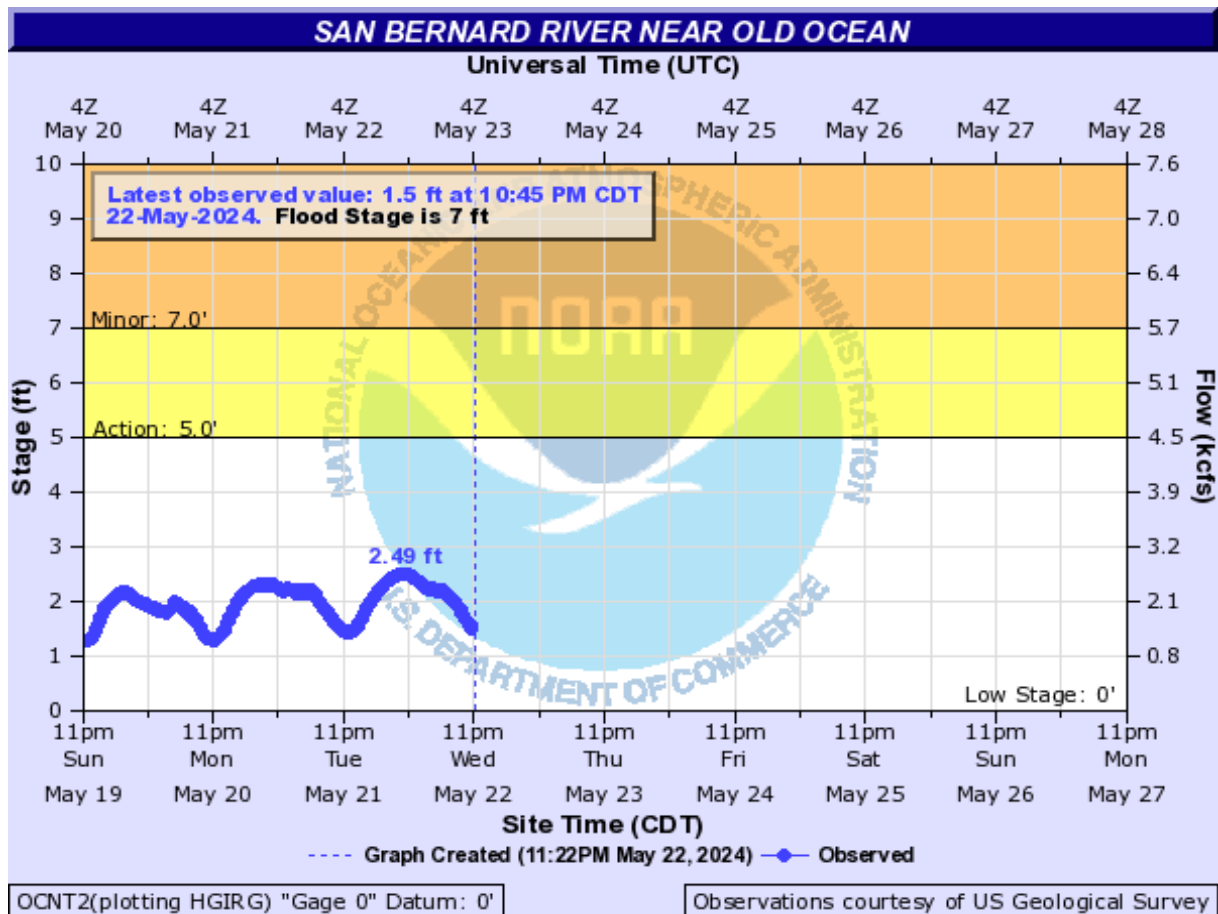 SAN BERNARD RIVER NEAR OLD OCEAN
Universal Time (UTC)
4Z 4Z 4Z 4Z 4Z 4Z 4Z 4Z 4Z
May 20 May 21 May 22 May 23 May 24 May 25 May 26 May 27 May 28
Latest observed value: 1.5 ft at 10:45 PM CDT
22-May-2024. Flood Stage is 7 ft
10 7.6
9 7.0
8 6.4
Minor: 7.0'
7 5.7
6 5.1
Action: 5.0'
5 4.5
4 3.9
3 3.2
2.49 ft
2 2.1
1 0.8
Low Stage: 0'
0
Stage (ft)
Flow (kcfs)
NATIONAL OCEANIC AND ATMOSPHERIC ADMINISTRATION
NOAA
U.S. DEPARTMENT OF COMMERCE
11pm 11pm 11pm 11pm 11pm 11pm 11pm 11pm 11pm
Sun Mon Tue Wed Thu Fri Sat Sun Mon
May 19 May 20 May 21 May 22 May 23 May 24 May 25 May 26 May 27
Site Time (CDT)
Graph Created (11:22PM May 22, 2024) Observed
OCNT2(plotting HGIRG) "Gage 0" Datum: 0' Observations courtesy of US Geological Survey